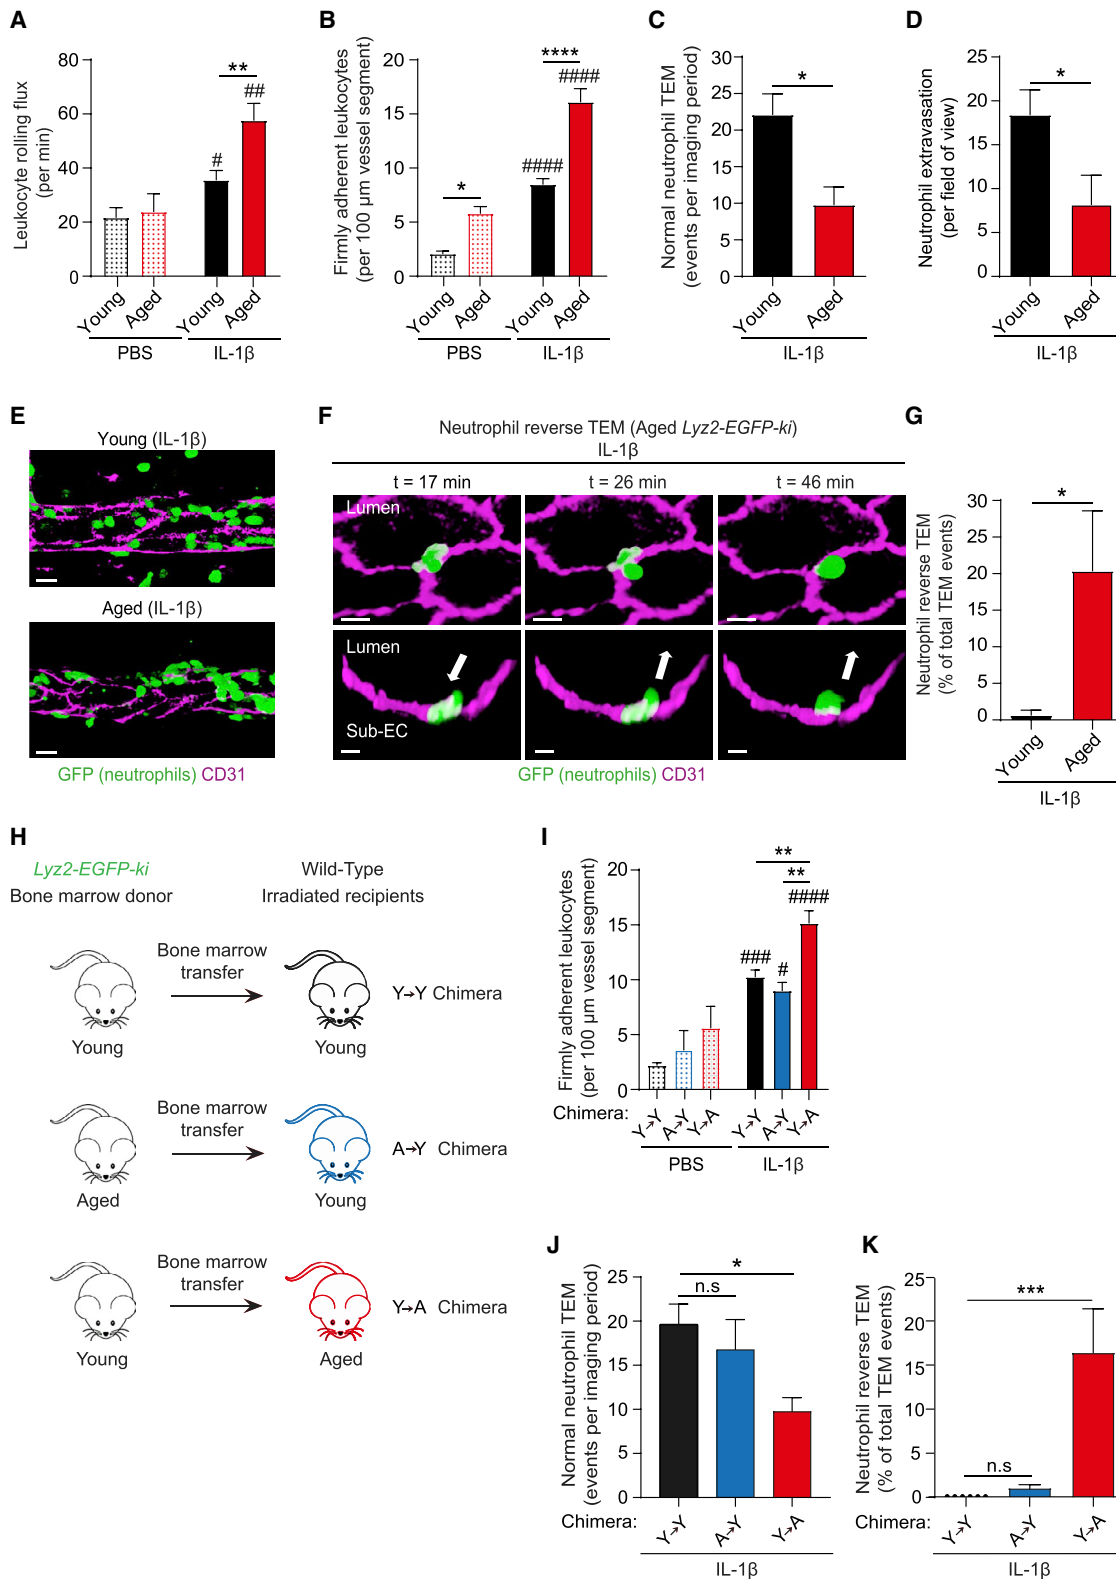 A
Leukocyte rolling flux
(per min)
80
60
40
20
0
**
#
##
Young
Aged
Young
Aged
PBS
IL-1β
B
Firmly adherent leukocytes
(per 100 µm vessel segment)
20
15
10
5
0
*
****
####
####
Young
Aged
Young
Aged
PBS
IL-1β
C
Normal neutrophil TEM
(events per imaging period)
30
25
20
15
10
5
0
*
Young
Aged
IL-1β
D
Neutrophil extravasation
(per field of view)
25
20
15
10
5
0
*
Young
Aged
IL-1β
E
Young (IL-1β)
Aged (IL-1β)
GFP (neutrophils) CD31
F
Neutrophil reverse TEM (Aged Lyz2-EGFP-ki)
IL-1β
t = 17 min
t = 26 min
t = 46 min
Lumen
Lumen
Sub-EC
GFP (neutrophils) CD31
G
Neutrophil reverse TEM
(% of total TEM events)
30
25
20
15
10
5
0
*
Young
Aged
IL-1β
H
Lyz2-EGFP-ki
Bone marrow donor
Wild-Type
Irradiated recipients
Bone marrow
transfer
Y→Y Chimera
Young
Young
Bone marrow
transfer
A→Y Chimera
Aged
Young
Bone marrow
transfer
Y→A Chimera
Young
Aged
I
Firmly adherent leukocytes
(per 100 µm vessel segment)
20
15
10
5
0
**
**
###
#
####
Chimera:
Y→Y
A→Y
Y→A
Y→Y
A→Y
Y→A
PBS
IL-1β
J
Normal neutrophil TEM
(events per imaging period)
25
20
15
10
5
0
*
n.s
Chimera:
Y→Y
A→Y
Y→A
IL-1β
K
Neutrophil reverse TEM
(% of total TEM events)
25
20
15
10
5
0
***
n.s
Chimera:
Y→Y
A→Y
Y→A
IL-1β